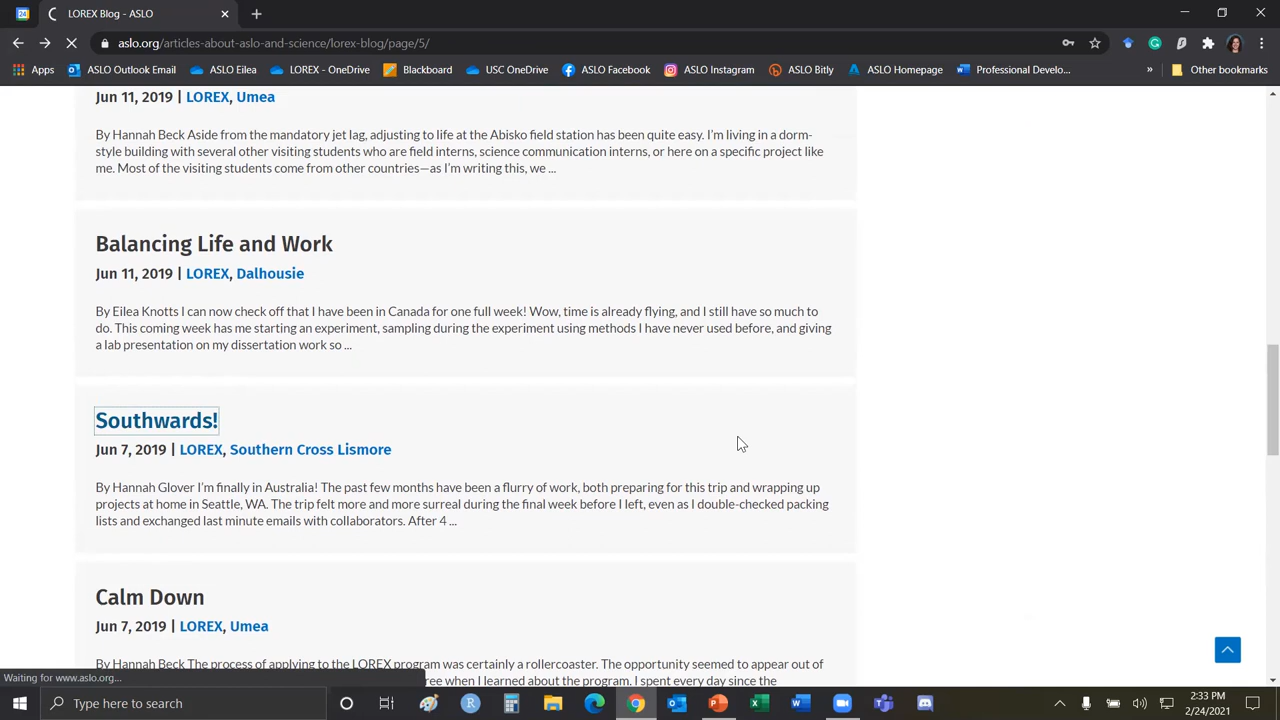 LOREX Blog - ASLO
aslo.org/articles-about-aslo-and-science/lorex-blog/page/5/
Apps
ASLO Outlook Email
ASLO Eilea
LOREX - OneDrive
Blackboard
USC OneDrive
ASLO Facebook
ASLO Instagram
ASLO Bitly
ASLO Homepage
Professional Develo...
»
Other bookmarks
Jun 11, 2019 | LOREX, Umea
By Hannah Beck Aside from the mandatory jet lag, adjusting to life at the Abisko field station has been quite easy. I'm living in a dorm-
style building with several other visiting students who are field interns, science communication interns, or here on a specific project like
me. Most of the visiting students come from other countries—as I'm writing this, we ...
Balancing Life and Work
Jun 11, 2019 | LOREX, Dalhousie
By Eilea Knotts I can now check off that I have been in Canada for one full week! Wow, time is already flying, and I still have so much to
do. This coming week has me starting an experiment, sampling during the experiment using methods I have never used before, and giving
a lab presentation on my dissertation work so ...
Southwards!
Jun 7, 2019 | LOREX, Southern Cross Lismore
By Hannah Glover I'm finally in Australia! The past few months have been a flurry of work, both preparing for this trip and wrapping up
projects at home in Seattle, WA. The trip felt more and more surreal during the final week before I left, even as I double-checked packing
lists and exchanged last minute emails with collaborators. After 4 ...
Calm Down
Jun 7, 2019 | LOREX, Umea
By Hannah Beck The process of applying to the LOREX program was certainly a rollercoaster. The opportunity seemed to appear out of
ree when I learned about the program. I spent every day since the
Waiting for www.aslo.org...
Type here to search
2:33 PM
2/24/2021